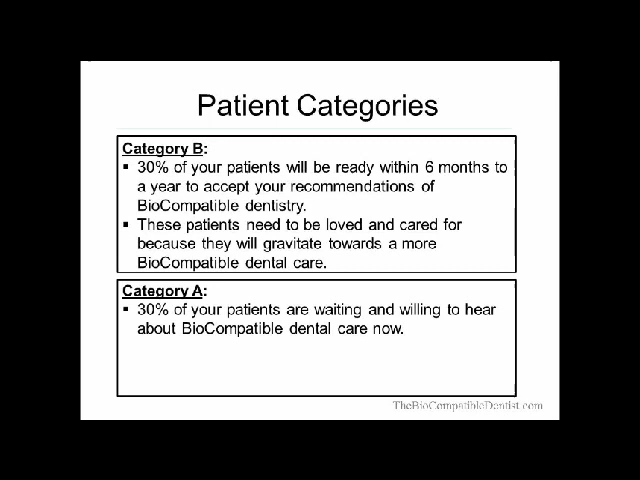 Patient Categories
Category B:
▪ 30% of your patients will be ready within 6 months to
a year to accept your recommendations of
BioCompatible dentistry.
▪ These patients need to be loved and cared for
because they will gravitate towards a more
BioCompatible dental care.
Category A:
▪ 30% of your patients are waiting and willing to hear
about BioCompatible dental care now.
TheBioCompatibleDentist.com